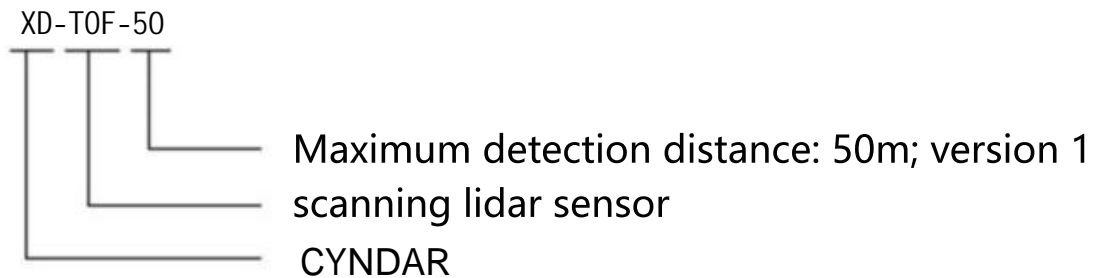 XD-TOF-50
Maximum detection distance: 50m; version 1
scanning lidar sensor
CYNDAR